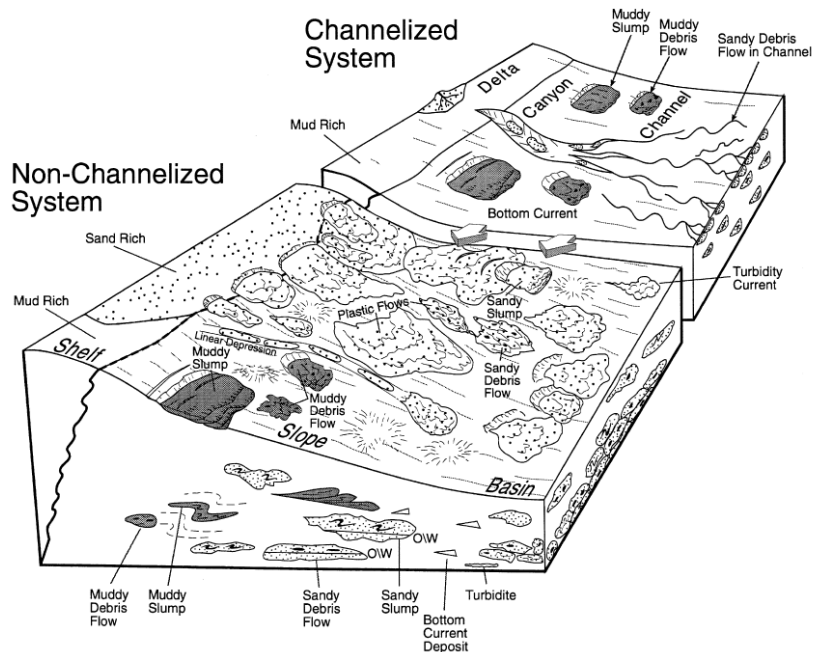 Channelized
System
Muddy
Slump
Muddy
Debris
Flow
Sandy Debris
Flow in Channel
Delta
Canyon
Channel
Mud Rich
Non-Channelized
System
Bottom Current
Sand Rich
Turbidity
Current
Mud Rich
Sandy
Slump
Plastic Flows
Shelf
Linear Depression
Muddy
Slump
Sandy
Debris
Flow
Muddy
Debris
Flow
Slope
Basin
O\W
O\W
Muddy
Debris
Flow
Muddy
Slump
Sandy
Debris
Flow
Sandy
Slump
Bottom
Current
Deposit
Turbidite